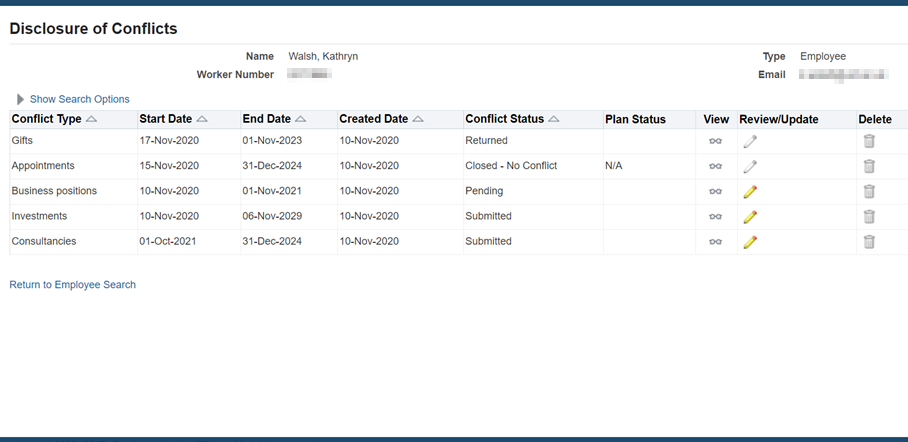 Disclosure of Conflicts
Name Walsh, Kathryn Type Employee
Worker Number Email
Show Search Options
Conflict Type Start Date End Date Created Date Conflict Status Plan Status View Review/Update Delete
Gifts 17-Nov-2020 01-Nov-2023 10-Nov-2020 Returned
Appointments 15-Nov-2020 31-Dec-2024 10-Nov-2020 Closed - No Conflict N/A
Business positions 10-Nov-2020 01-Nov-2021 10-Nov-2020 Pending
Investments 10-Nov-2020 06-Nov-2029 10-Nov-2020 Submitted
Consultancies 01-Oct-2021 31-Dec-2024 10-Nov-2020 Submitted
Return to Employee Search